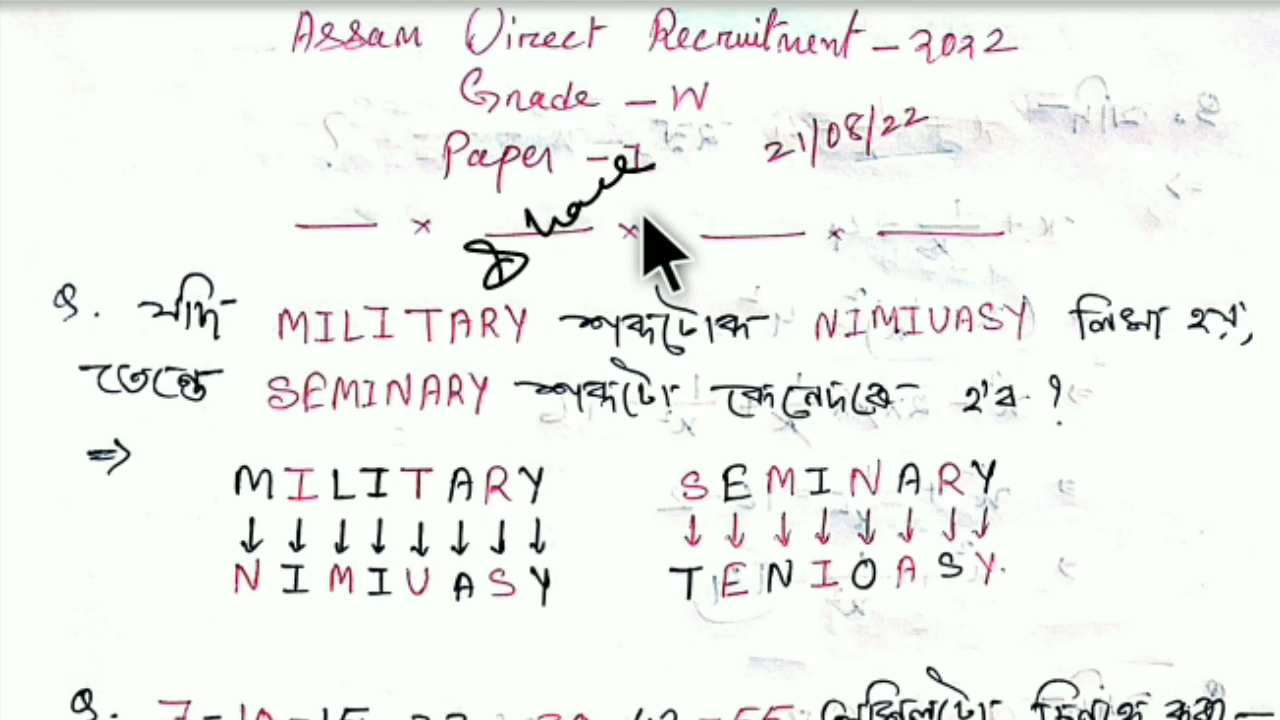 Assam Direct Recruitment - 2022
Grade - IV
Paper - I 21/08/22
Q. যদি MILITARY শব্দটোক NIMIUASY লিখা হয়,
তেন্তে SEMINARY শব্দটো কেনেদৰে হ'ব ?
⇒
MILITARY SEMINARY
↓↓↓↓↓↓↓↓ ↓↓↓↓↓↓↓↓
NIMIUASY TENIOASY.